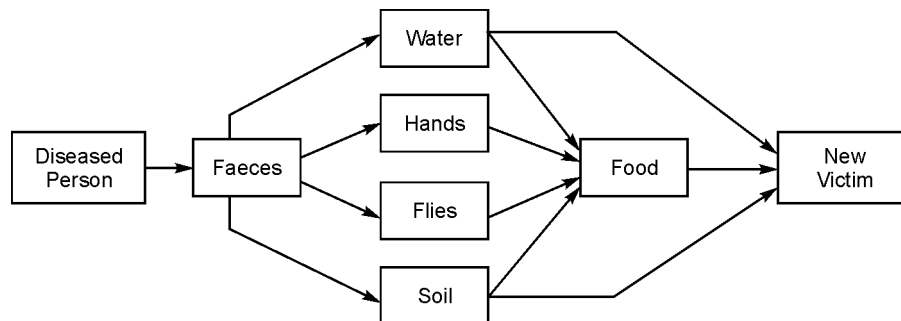 Water
Hands
Diseased
Person
Faeces
Food
New
Victim
Flies
Soil